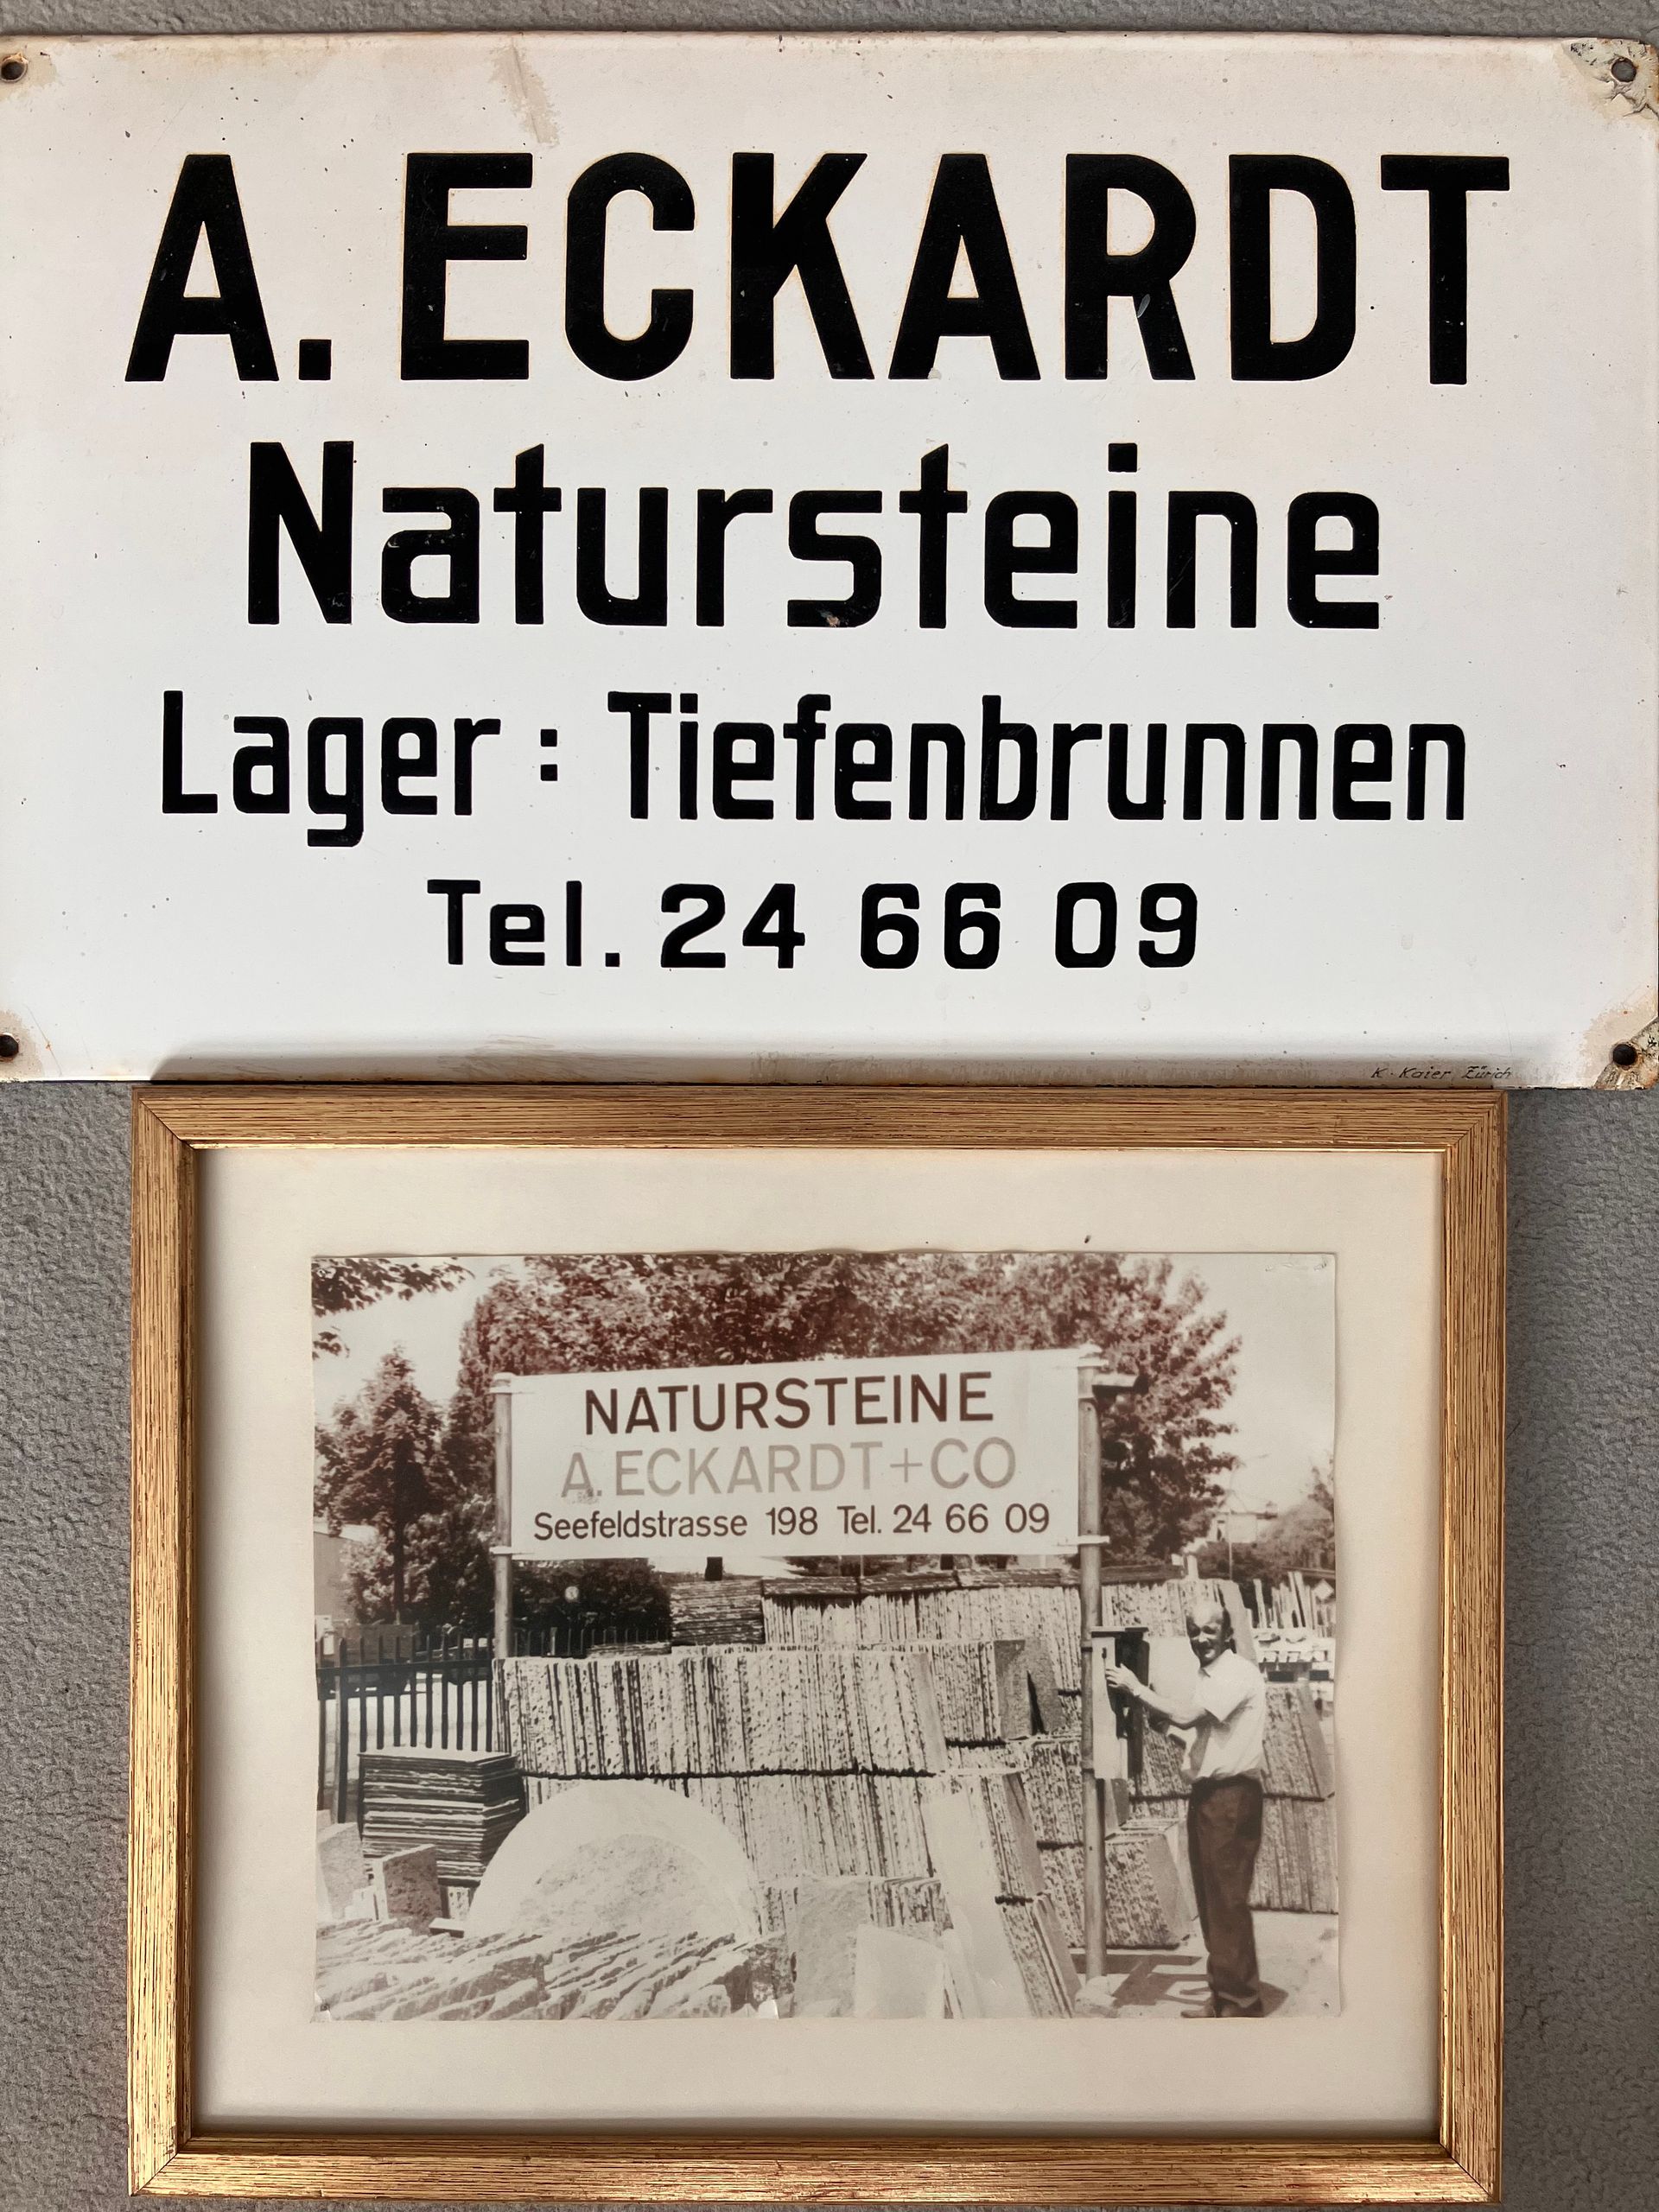 A. ECKARDT
Natursteine
Lager : Tiefenbrunnen
Tel. 24 66 09
K. Kaier Zürich
NATURSTEINE
A. ECKARDT+CO
Seefeldstrasse 198 Tel. 24 66 09